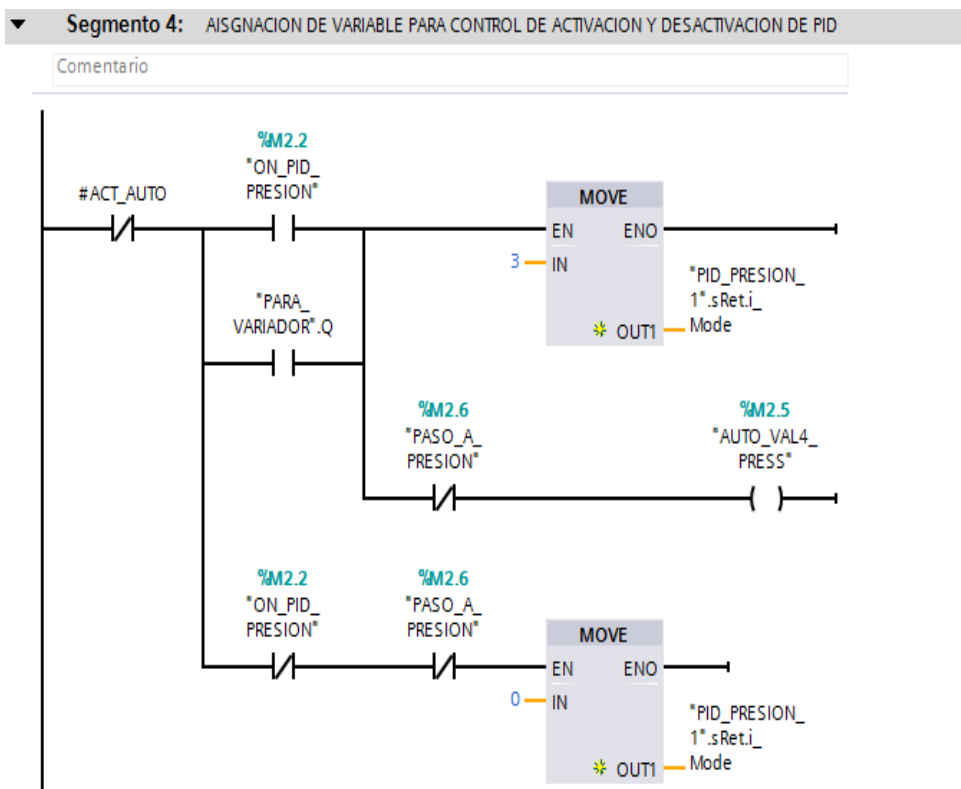 Segmento 4: AISGNACION DE VARIABLE PARA CONTROL DE ACTIVACION Y DESACTIVACION DE PID
Comentario
#ACT_AUTO
%M2.2
"ON_PID_
PRESION"
MOVE
EN ENO
3 IN
OUT1
"PID_PRESION_
1".sRet.i_
Mode
"PARA_
VARIADOR".Q
%M2.6
"PASO_A_
PRESION"
%M2.5
"AUTO_VAL4_
PRESS"
%M2.2
"ON_PID_
PRESION"
%M2.6
"PASO_A_
PRESION"
MOVE
EN ENO
0 IN
OUT1
"PID_PRESION_
1".sRet.i_
Mode